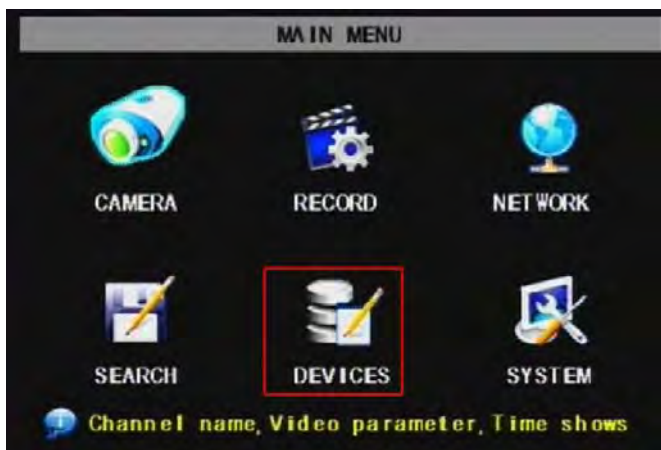 MAIN MENU
CAMERA RECORD NETWORK
SEARCH DEVICES SYSTEM
Channel name, Video parameter, Time shows